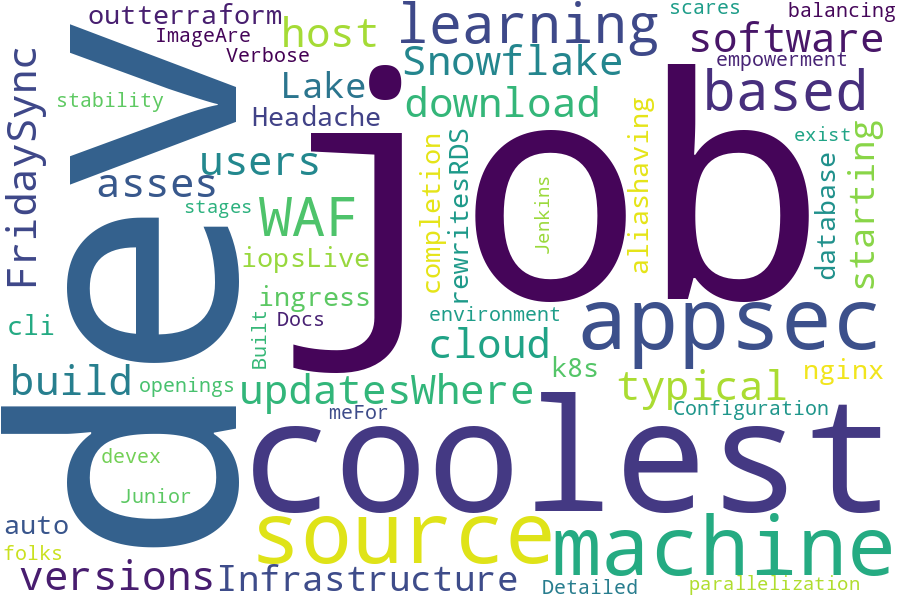 outterraform
ImageAre
Verbose
host
learning
scares
balancing
software
empowerment
FridaySync
stability
dev
Lake
Headache
Snowflake
download
based
job
users
asses
stages
WAF
iopsLive
ingress
Docs
completion
rewritesRDS
Jenkins
aliashaving
exist
database
starting
cli
Built
environment
cloud
appsec
build
openings
updatesWhere
k8s
typical
nginx
meFor
Configuration
coolest
devex
Junior
auto
folks
source
machine
versions
Infrastructure
Detailed
parallelization